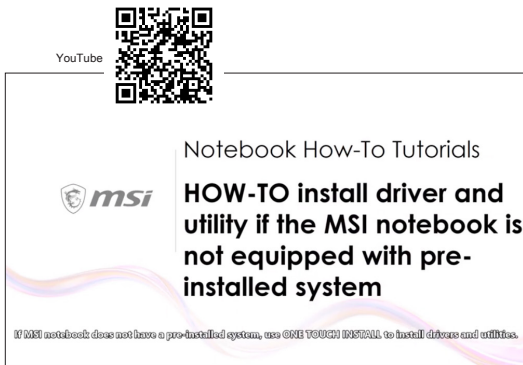 YouTube
Notebook How-To Tutorials
msi
HOW-TO install driver and
utility if the MSI notebook is
not equipped with pre-
installed system
If MSI notebook does not have a pre-installed system, use ONE TOUCH INSTALL to install drivers and utilities.